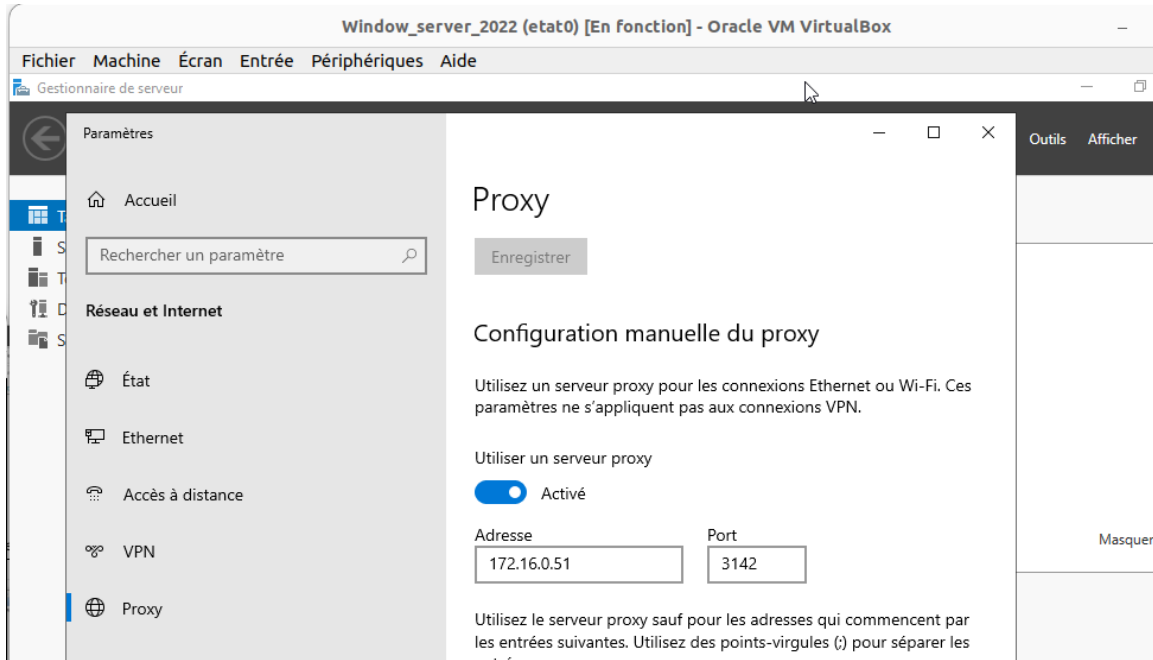 Window_server_2022 (etat0) [En fonction] - Oracle VM VirtualBox
Fichier Machine Écran Entrée Périphériques Aide
Gestionnaire de serveur
Paramètres
Outils Afficher
Accueil
Rechercher un paramètre
Réseau et Internet
État
Ethernet
Accès à distance
VPN
Proxy
Proxy
Enregistrer
Configuration manuelle du proxy
Utilisez un serveur proxy pour les connexions Ethernet ou Wi-Fi. Ces
paramètres ne s'appliquent pas aux connexions VPN.
Utiliser un serveur proxy
Activé
Adresse Port
172.16.0.51 3142
Utilisez le serveur proxy sauf pour les adresses qui commencent par
les entrées suivantes. Utilisez des points-virgules (;) pour séparer les
Masquer